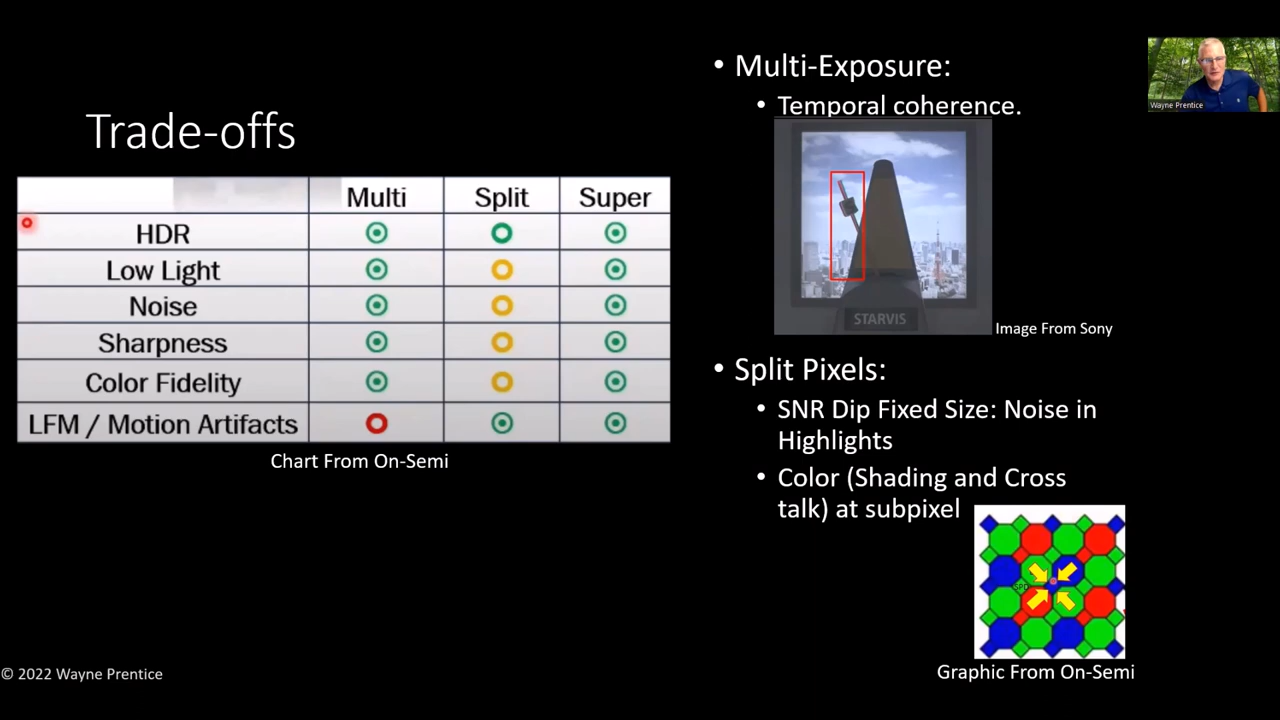 Trade-offs
Multi Split Super
HDR
Low Light
Noise
Sharpness
Color Fidelity
LFM / Motion Artifacts
Chart From On-Semi
• Multi-Exposure:
• Temporal coherence.
STARVIS
Image From Sony
• Split Pixels:
• SNR Dip Fixed Size: Noise in
Highlights
• Color (Shading and Cross
talk) at subpixel
Graphic From On-Semi
Wayne Prentice
© 2022 Wayne Prentice